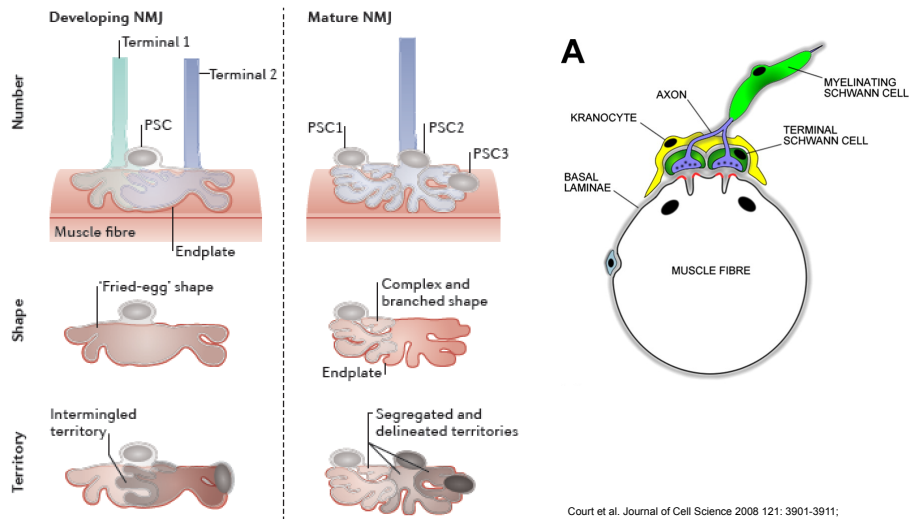 Developing NMJ
Terminal 1
Terminal 2
PSC
Muscle fibre
Endplate
Number
Mature NMJ
PSC1
PSC2
PSC3
'Fried-egg' shape
Shape
Complex and
branched shape
Endplate
Intermingled
territory
Territory
Segregated and
delineated territories
A
MYELINATING
SCHWANN CELL
AXON
KRANOCYTE
TERMINAL
SCHWANN CELL
BASAL
LAMINAE
MUSCLE FIBRE
Court et al. Journal of Cell Science 2008 121: 3901-3911;